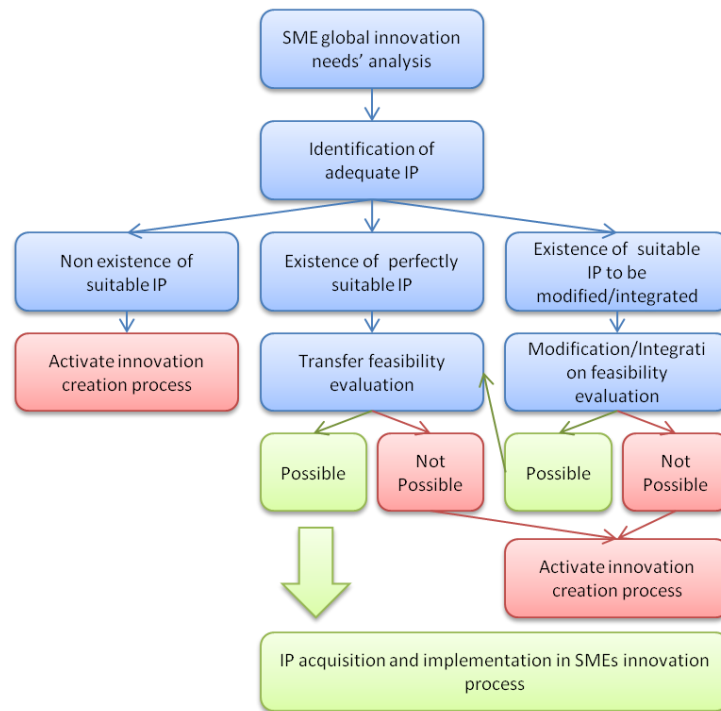 SME global innovation
needs' analysis
Identification of
adequate IP
Non existence of
suitable IP
Existence of perfectly
suitable IP
Existence of suitable
IP to be
modified/integrated
Activate innovation
creation process
Transfer feasibility
evaluation
Modification/Integrati
on feasibility
evaluation
Possible
Not
Possible
Possible
Not
Possible
Activate innovation
creation process
IP acquisition and implementation in SMEs innovation
process